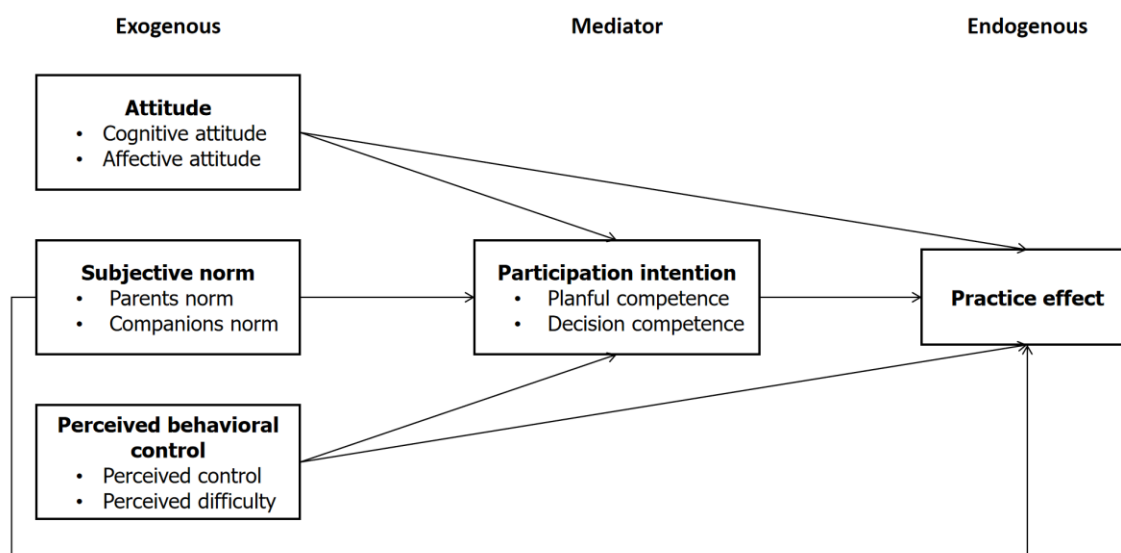 Exogenous
Mediator
Endogenous
Attitude
• Cognitive attitude
• Affective attitude
Subjective norm
• Parents norm
• Companions norm
Participation intention
• Planful competence
• Decision competence
Practice effect
Perceived behavioral
control
• Perceived control
• Perceived difficulty